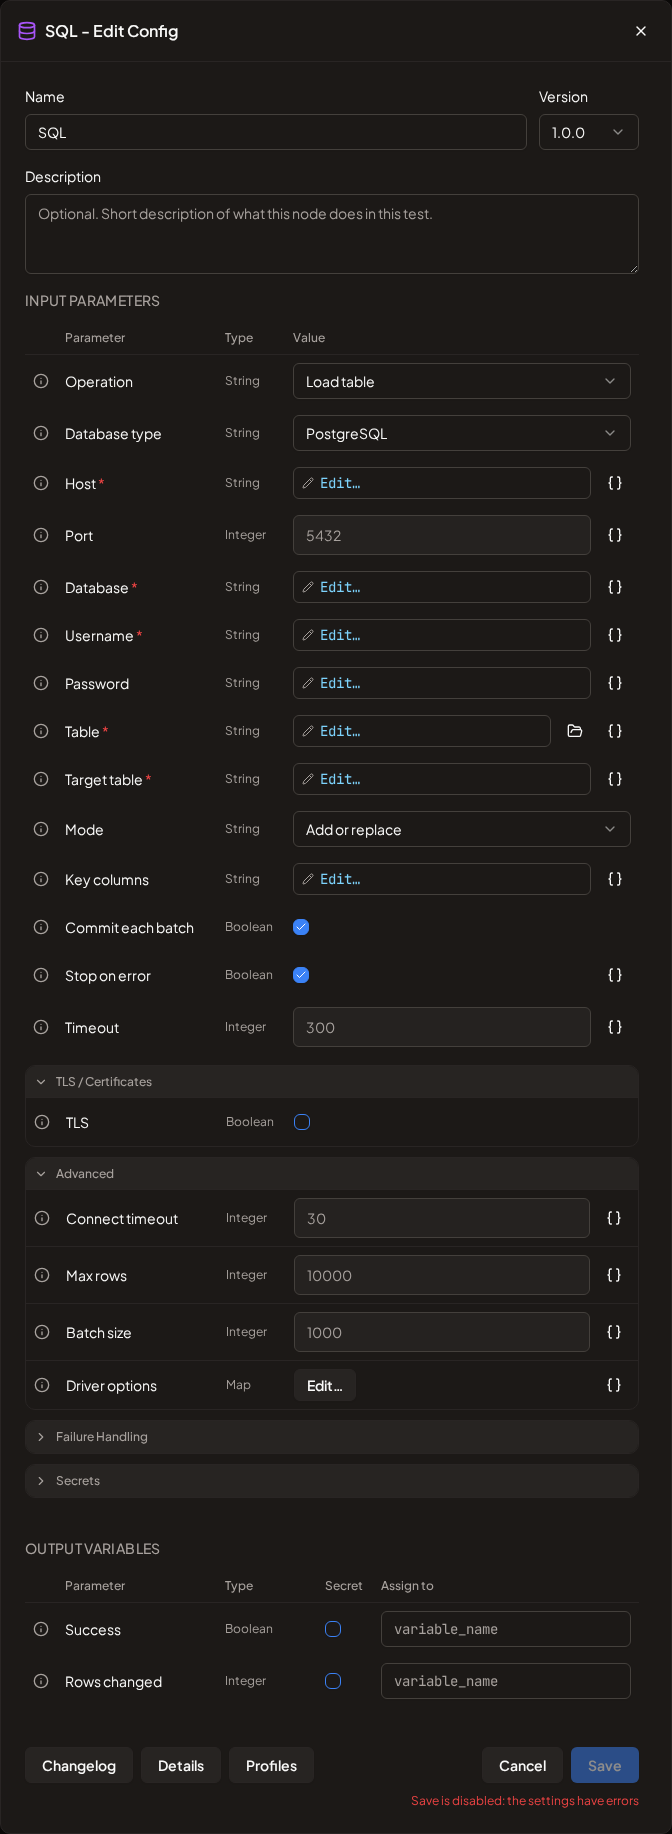 SQL - Edit Config
Name Version
SQL 1.0.0
Description
Optional. Short description of what this node does in this test.
INPUT PARAMETERS
Parameter Type Value
Operation String Load table
Database type String PostgreSQL
Host * String Edit… {}
Port Integer 5432 {}
Database * String Edit… {}
Username * String Edit… {}
Password String Edit… {}
Table * String Edit… {}
Target table * String Edit… {}
Mode String Add or replace
Key columns String Edit… {}
Commit each batch Boolean
Stop on error Boolean {}
Timeout Integer 300 {}
TLS / Certificates
TLS Boolean
Advanced
Connect timeout Integer 30 {}
Max rows Integer 10000 {}
Batch size Integer 1000 {}
Driver options Map Edit… {}
Failure Handling
Secrets
OUTPUT VARIABLES
Parameter Type Secret Assign to
Success Boolean variable_name
Rows changed Integer variable_name
Changelog Details Profiles Cancel Save
Save is disabled: the settings have errors